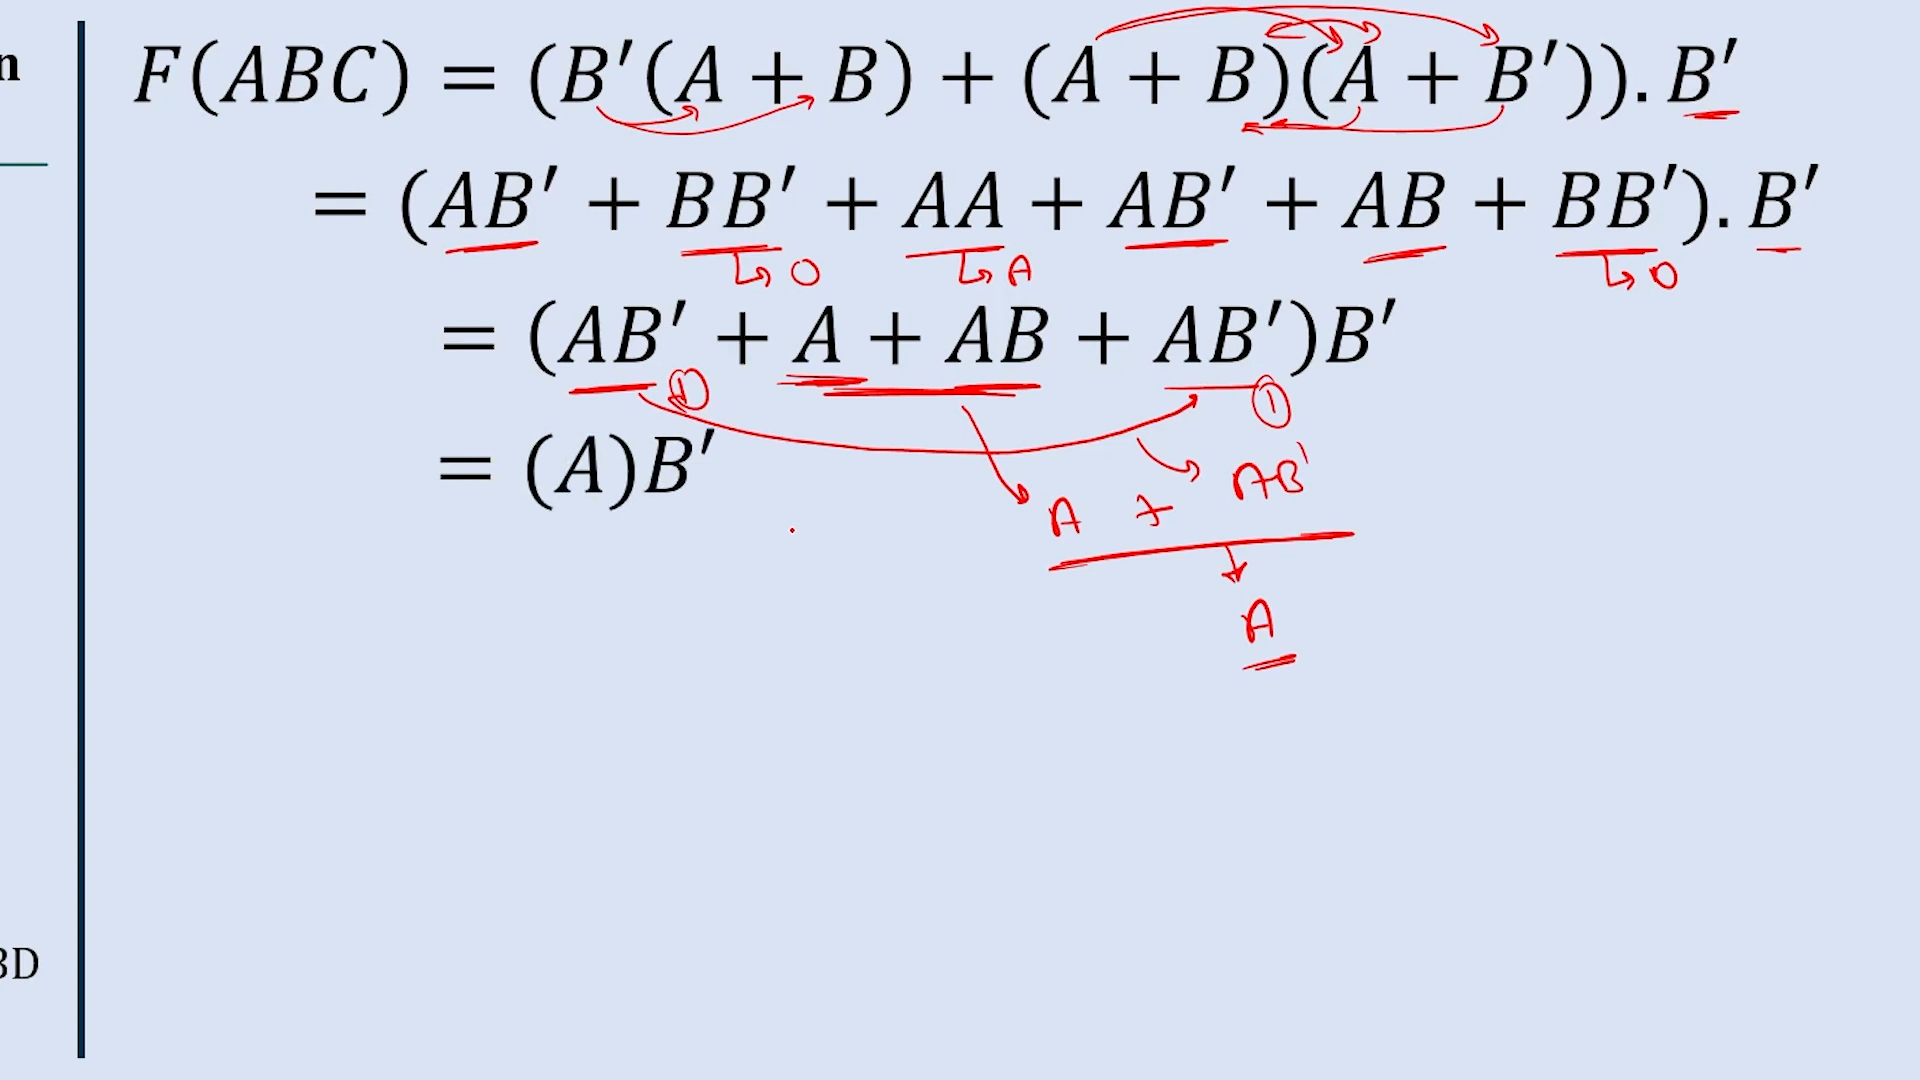 n
F(ABC) = (B′(A + B) + (A + B)(A + B′)). B′
= (AB′ + BB′ + AA + AB′ + AB + BB′). B′
0 A 0
= (AB′ + A + AB + AB′)B′
1 1
= (A)B′
A + AB'
A
BD